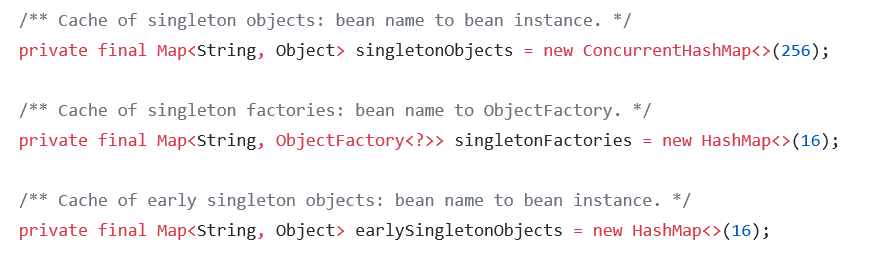 /** Cache of singleton objects: bean name to bean instance. */
private final Map<String, Object> singletonObjects = new ConcurrentHashMap<>(256);
/** Cache of singleton factories: bean name to ObjectFactory. */
private final Map<String, ObjectFactory<?>> singletonFactories = new HashMap<>(16);
/** Cache of early singleton objects: bean name to bean instance. */
private final Map<String, Object> earlySingletonObjects = new HashMap<>(16);